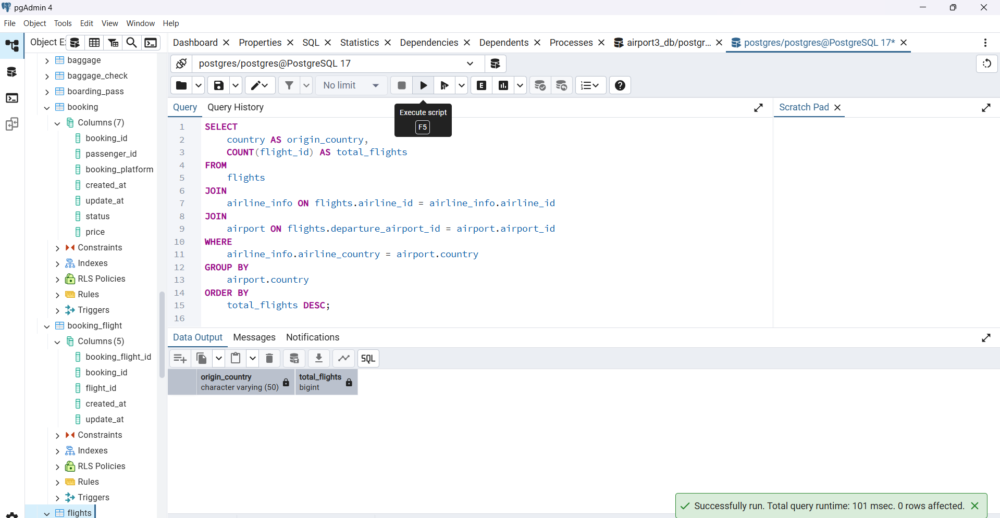 pgAdmin 4
File Object Tools Edit View Window Help
Object E
Dashboard Properties SQL Statistics Dependencies Dependents Processes airport3_db/postgr... postgres/postgres@PostgreSQL 17*
baggage
baggage_check
boarding_pass
booking
Columns (7)
booking_id
passenger_id
booking_platform
created_at
update_at
status
price
Constraints
Indexes
RLS Policies
Rules
Triggers
booking_flight
Columns (5)
booking_flight_id
booking_id
flight_id
created_at
update_at
Constraints
Indexes
RLS Policies
Rules
Triggers
flights
postgres/postgres@PostgreSQL 17
No limit
E
Query Query History
Execute script
F5
Scratch Pad
1 SELECT
2 country AS origin_country,
3 COUNT(flight_id) AS total_flights
4 FROM
5 flights
6 JOIN
7 airline_info ON flights.airline_id = airline_info.airline_id
8 JOIN
9 airport ON flights.departure_airport_id = airport.airport_id
10 WHERE
11 airline_info.airline_country = airport.country
12 GROUP BY
13 airport.country
14 ORDER BY
15 total_flights DESC;
16
Data Output Messages Notifications
SQL
origin_country total_flights
character varying (50) bigint
Successfully run. Total query runtime: 101 msec. 0 rows affected.